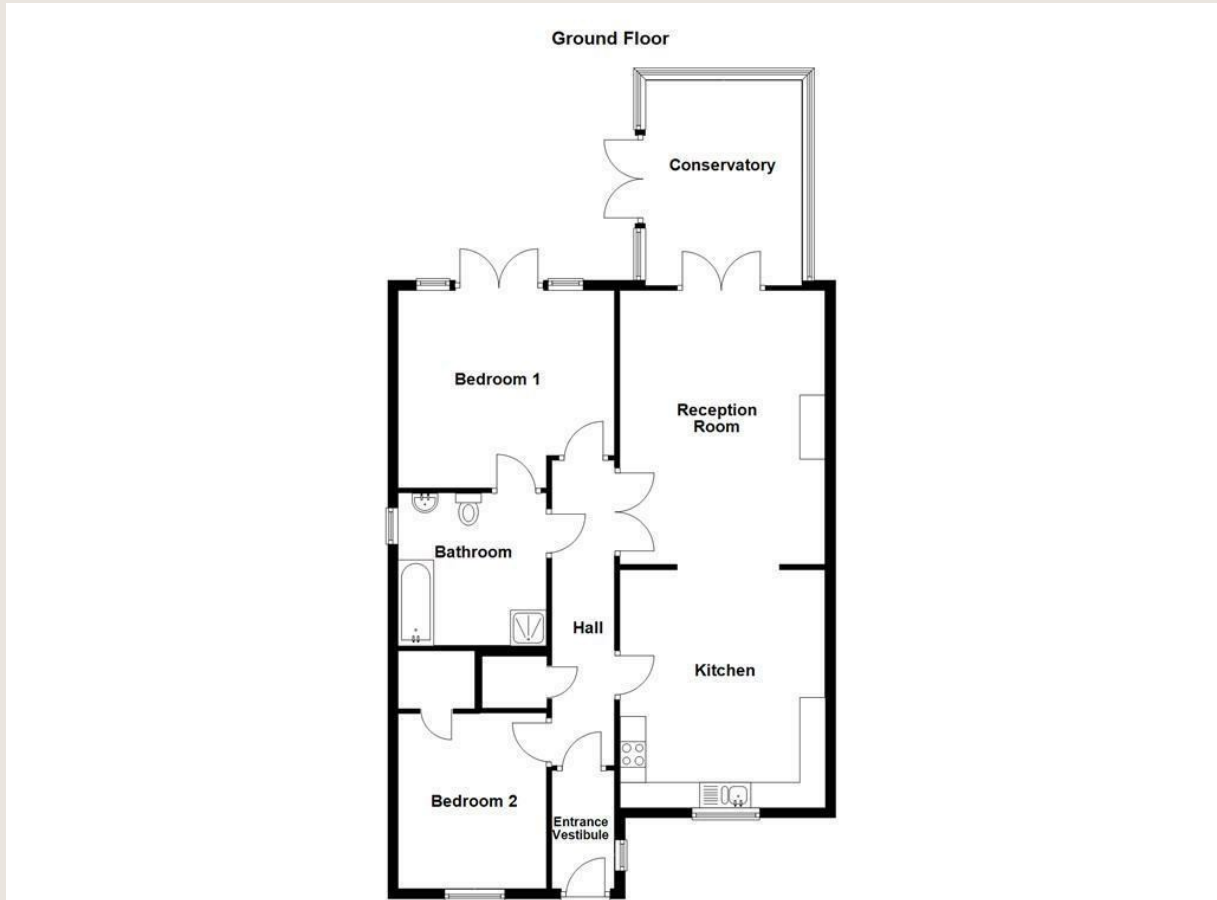 Ground Floor
Conservatory
Bedroom 1
Reception
Room
Bathroom
Hall
Kitchen
Bedroom 2
Entrance
Vestibule